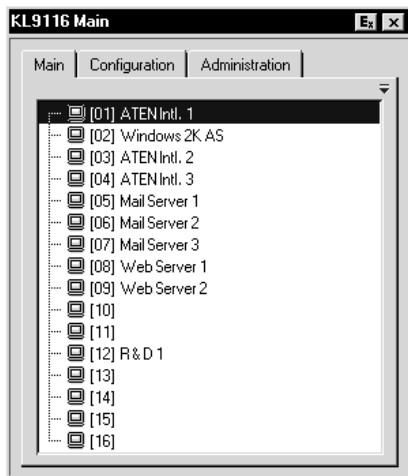 KL9116 Main
Ex X
Main Configuration Administration
[01] ATEN Intl. 1
[02] Windows 2K AS
[03] ATEN Intl. 2
[04] ATEN Intl. 3
[05] Mail Server 1
[06] Mail Server 2
[07] Mail Server 3
[08] Web Server 1
[09] Web Server 2
[10]
[11]
[12] R&D 1
[13]
[14]
[15]
[16]